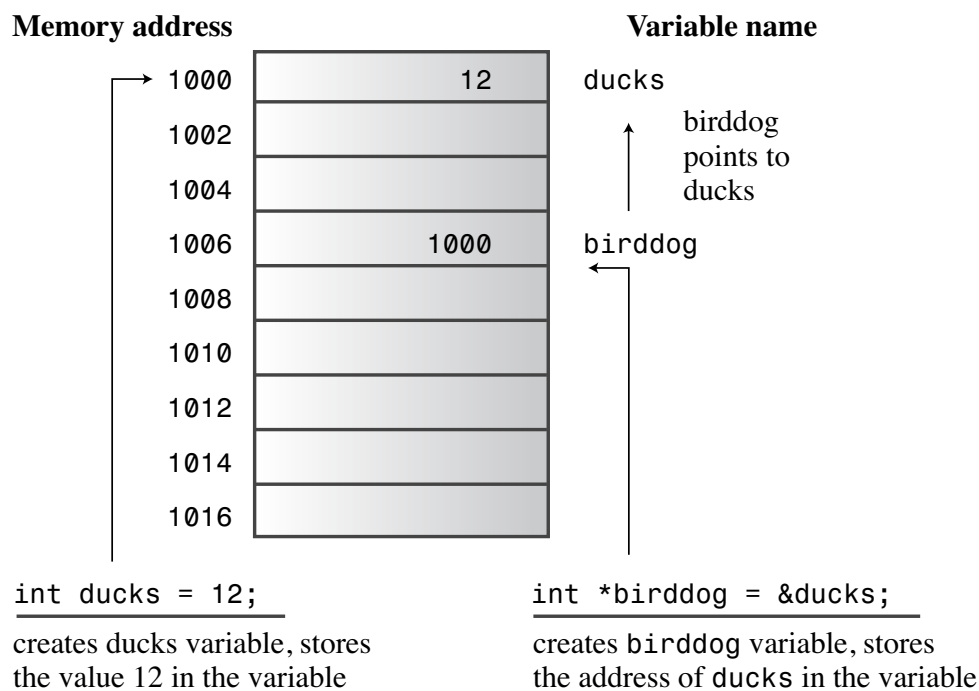 Memory address Variable name
1000 12 ducks
1002
1004
birddog
points to
ducks
1006 1000 birddog
1008
1010
1012
1014
1016
int ducks = 12;
creates ducks variable, stores
the value 12 in the variable
int *birddog = &ducks;
creates birddog variable, stores
the address of ducks in the variable